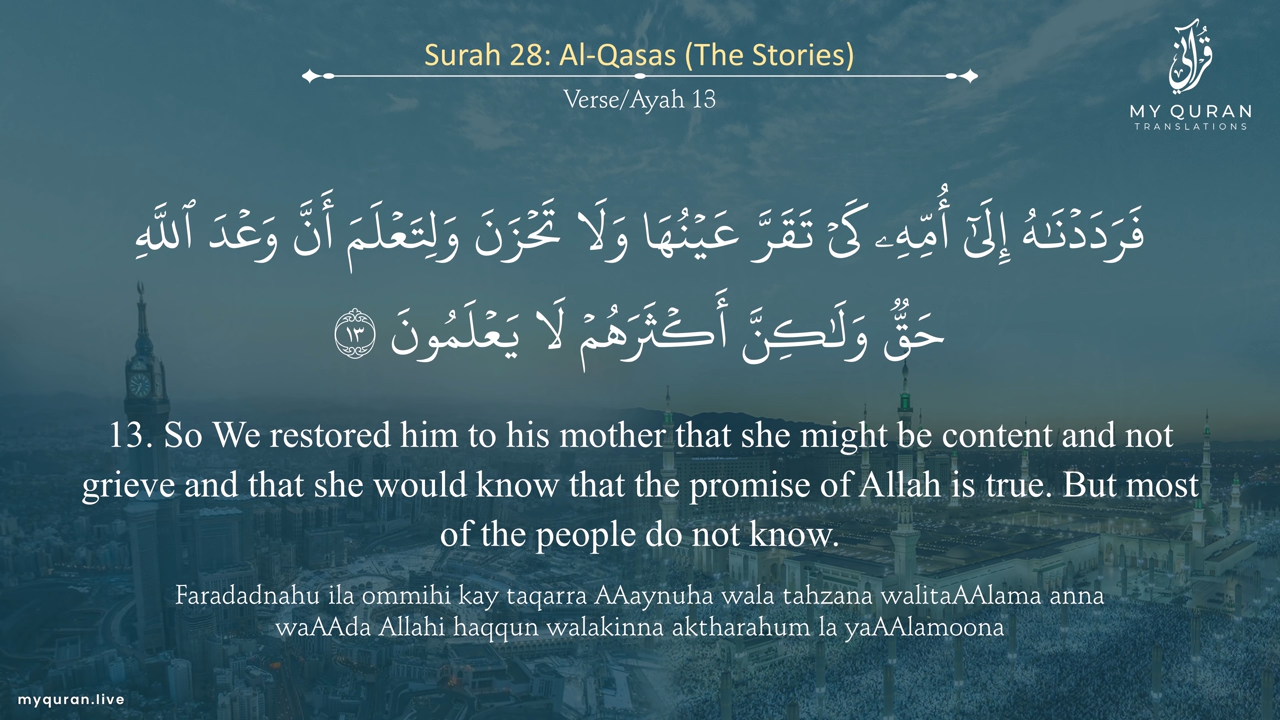 Surah 28: Al-Qasas (The Stories)
Verse/Ayah 13
قُرْآنِي
MY QURAN
TRANSLATIONS
فَرَدَدْنَـٰهُ إِلَىٰٓ أُمِّهِۦ كَىْ تَقَرَّ عَيْنُهَا وَلَا تَحْزَنَ وَلِتَعْلَمَ أَنَّ وَعْدَ ٱللَّهِ
حَقٌّ وَلَـٰكِنَّ أَكْثَرَهُمْ لَا يَعْلَمُونَ ١٣
13. So We restored him to his mother that she might be content and not
grieve and that she would know that the promise of Allah is true. But most
of the people do not know.
Faradadnahu ila ommihi kay taqarra AAaynuha wala tahzana walitaAAlama anna
waAAda Allahi haqqun walakinna aktharahum la yaAAlamoona
myquran.live